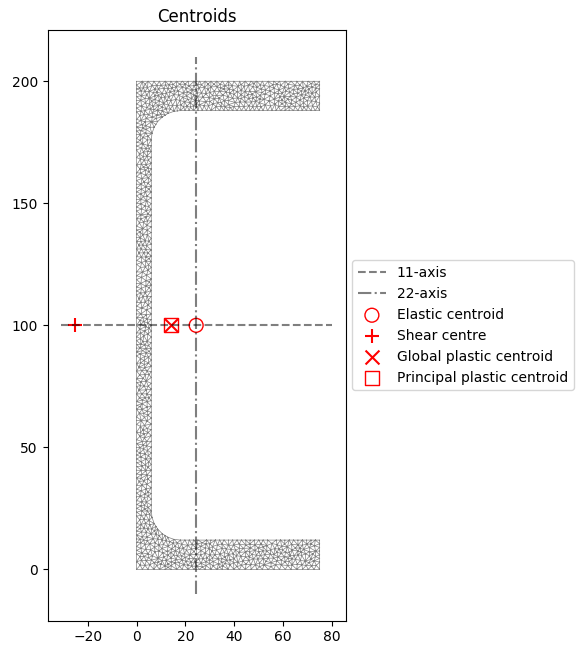 Centroids
200
150
100
50
0
−20 0 20 40 60 80
11-axis
22-axis
Elastic centroid
Shear centre
Global plastic centroid
Principal plastic centroid